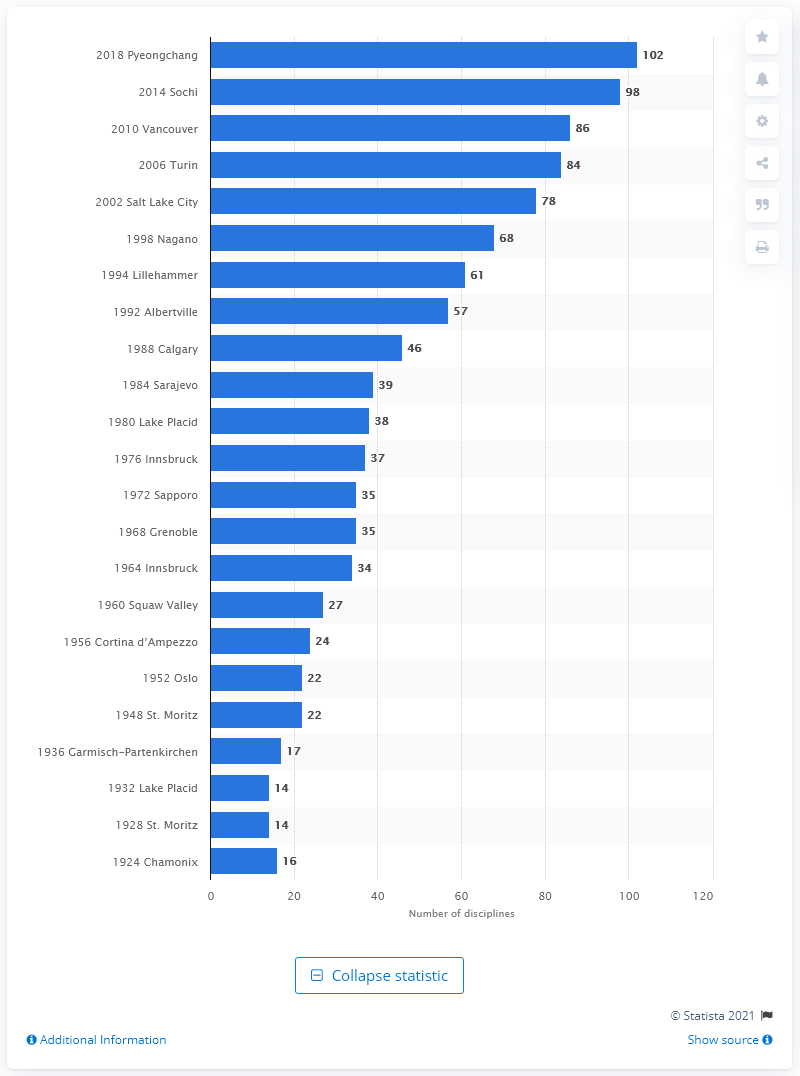 2018 Pyeongchang 102
2014 Sochi 98
2010 Vancouver 86
2006 Turin 84
2002 Salt Lake City 78
1998 Nagano 68
1994 Lillehammer 61
1992 Albertville 57
1988 Calgary 46
1984 Sarajevo 39
1980 Lake Placid 38
1976 Innsbruck 37
1972 Sapporo 35
1968 Grenoble 35
1964 Innsbruck 34
1960 Squaw Valley 27
1956 Cortina d’Ampezzo 24
1952 Oslo 22
1948 St. Moritz 22
1936 Garmisch-Partenkirchen 17
1932 Lake Placid 14
1928 St. Moritz 14
1924 Chamonix 16
0 20 40 60 80 100 120
Number of disciplines
Collapse statistic
© Statista 2021
Additional Information Show source